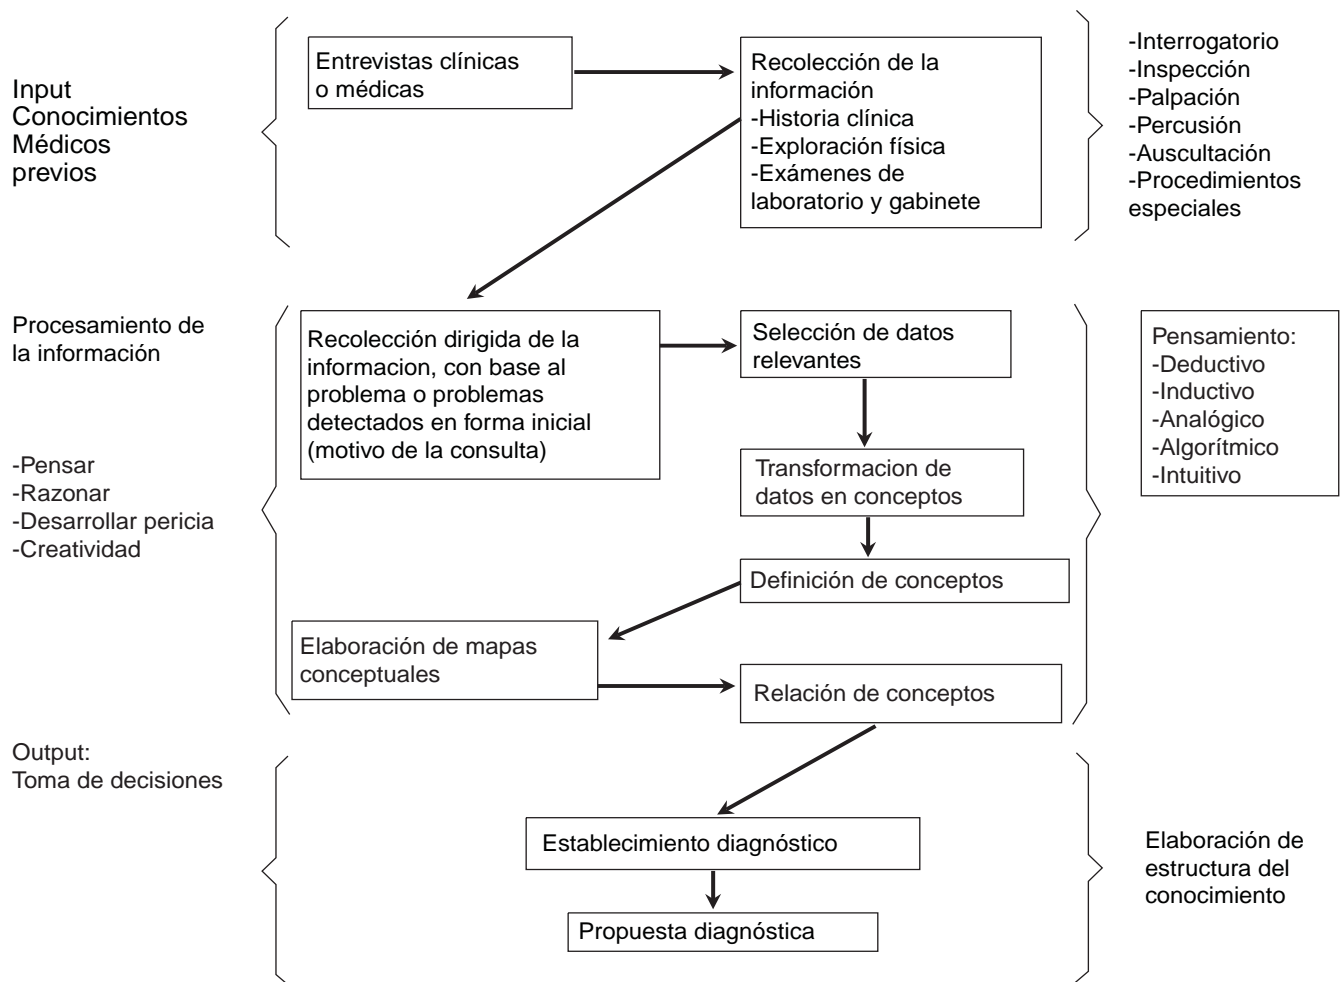 Input
Conocimientos
Médicos
previos
Entrevistas clínicas
o médicas
Recolección de la
información
-Historia clínica
-Exploración física
-Exámenes de
laboratorio y gabinete
-Interrogatorio
-Inspección
-Palpación
-Percusión
-Auscultación
-Procedimientos
especiales
Procesamiento de
la información
-Pensar
-Razonar
-Desarrollar pericia
-Creatividad
Recolección dirigida de la
informacion, con base al
problema o problemas
detectados en forma inicial
(motivo de la consulta)
Selección de datos
relevantes
Transformacion de
datos en conceptos
Definición de conceptos
Elaboración de mapas
conceptuales
Relación de conceptos
Pensamiento:
-Deductivo
-Inductivo
-Analógico
-Algorítmico
-Intuitivo
Output:
Toma de decisiones
Establecimiento diagnóstico
Propuesta diagnóstica
Elaboración de
estructura del
conocimiento